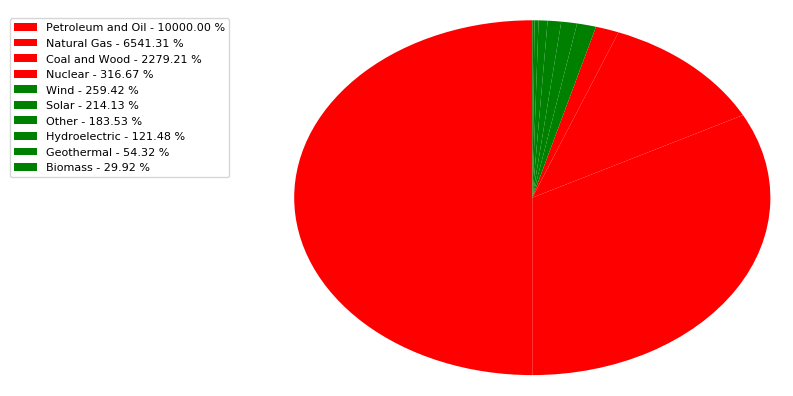 Petroleum and Oil - 10000.00 %
Natural Gas - 6541.31 %
Coal and Wood - 2279.21 %
Nuclear - 316.67 %
Wind - 259.42 %
Solar - 214.13 %
Other - 183.53 %
Hydroelectric - 121.48 %
Geothermal - 54.32 %
Biomass - 29.92 %